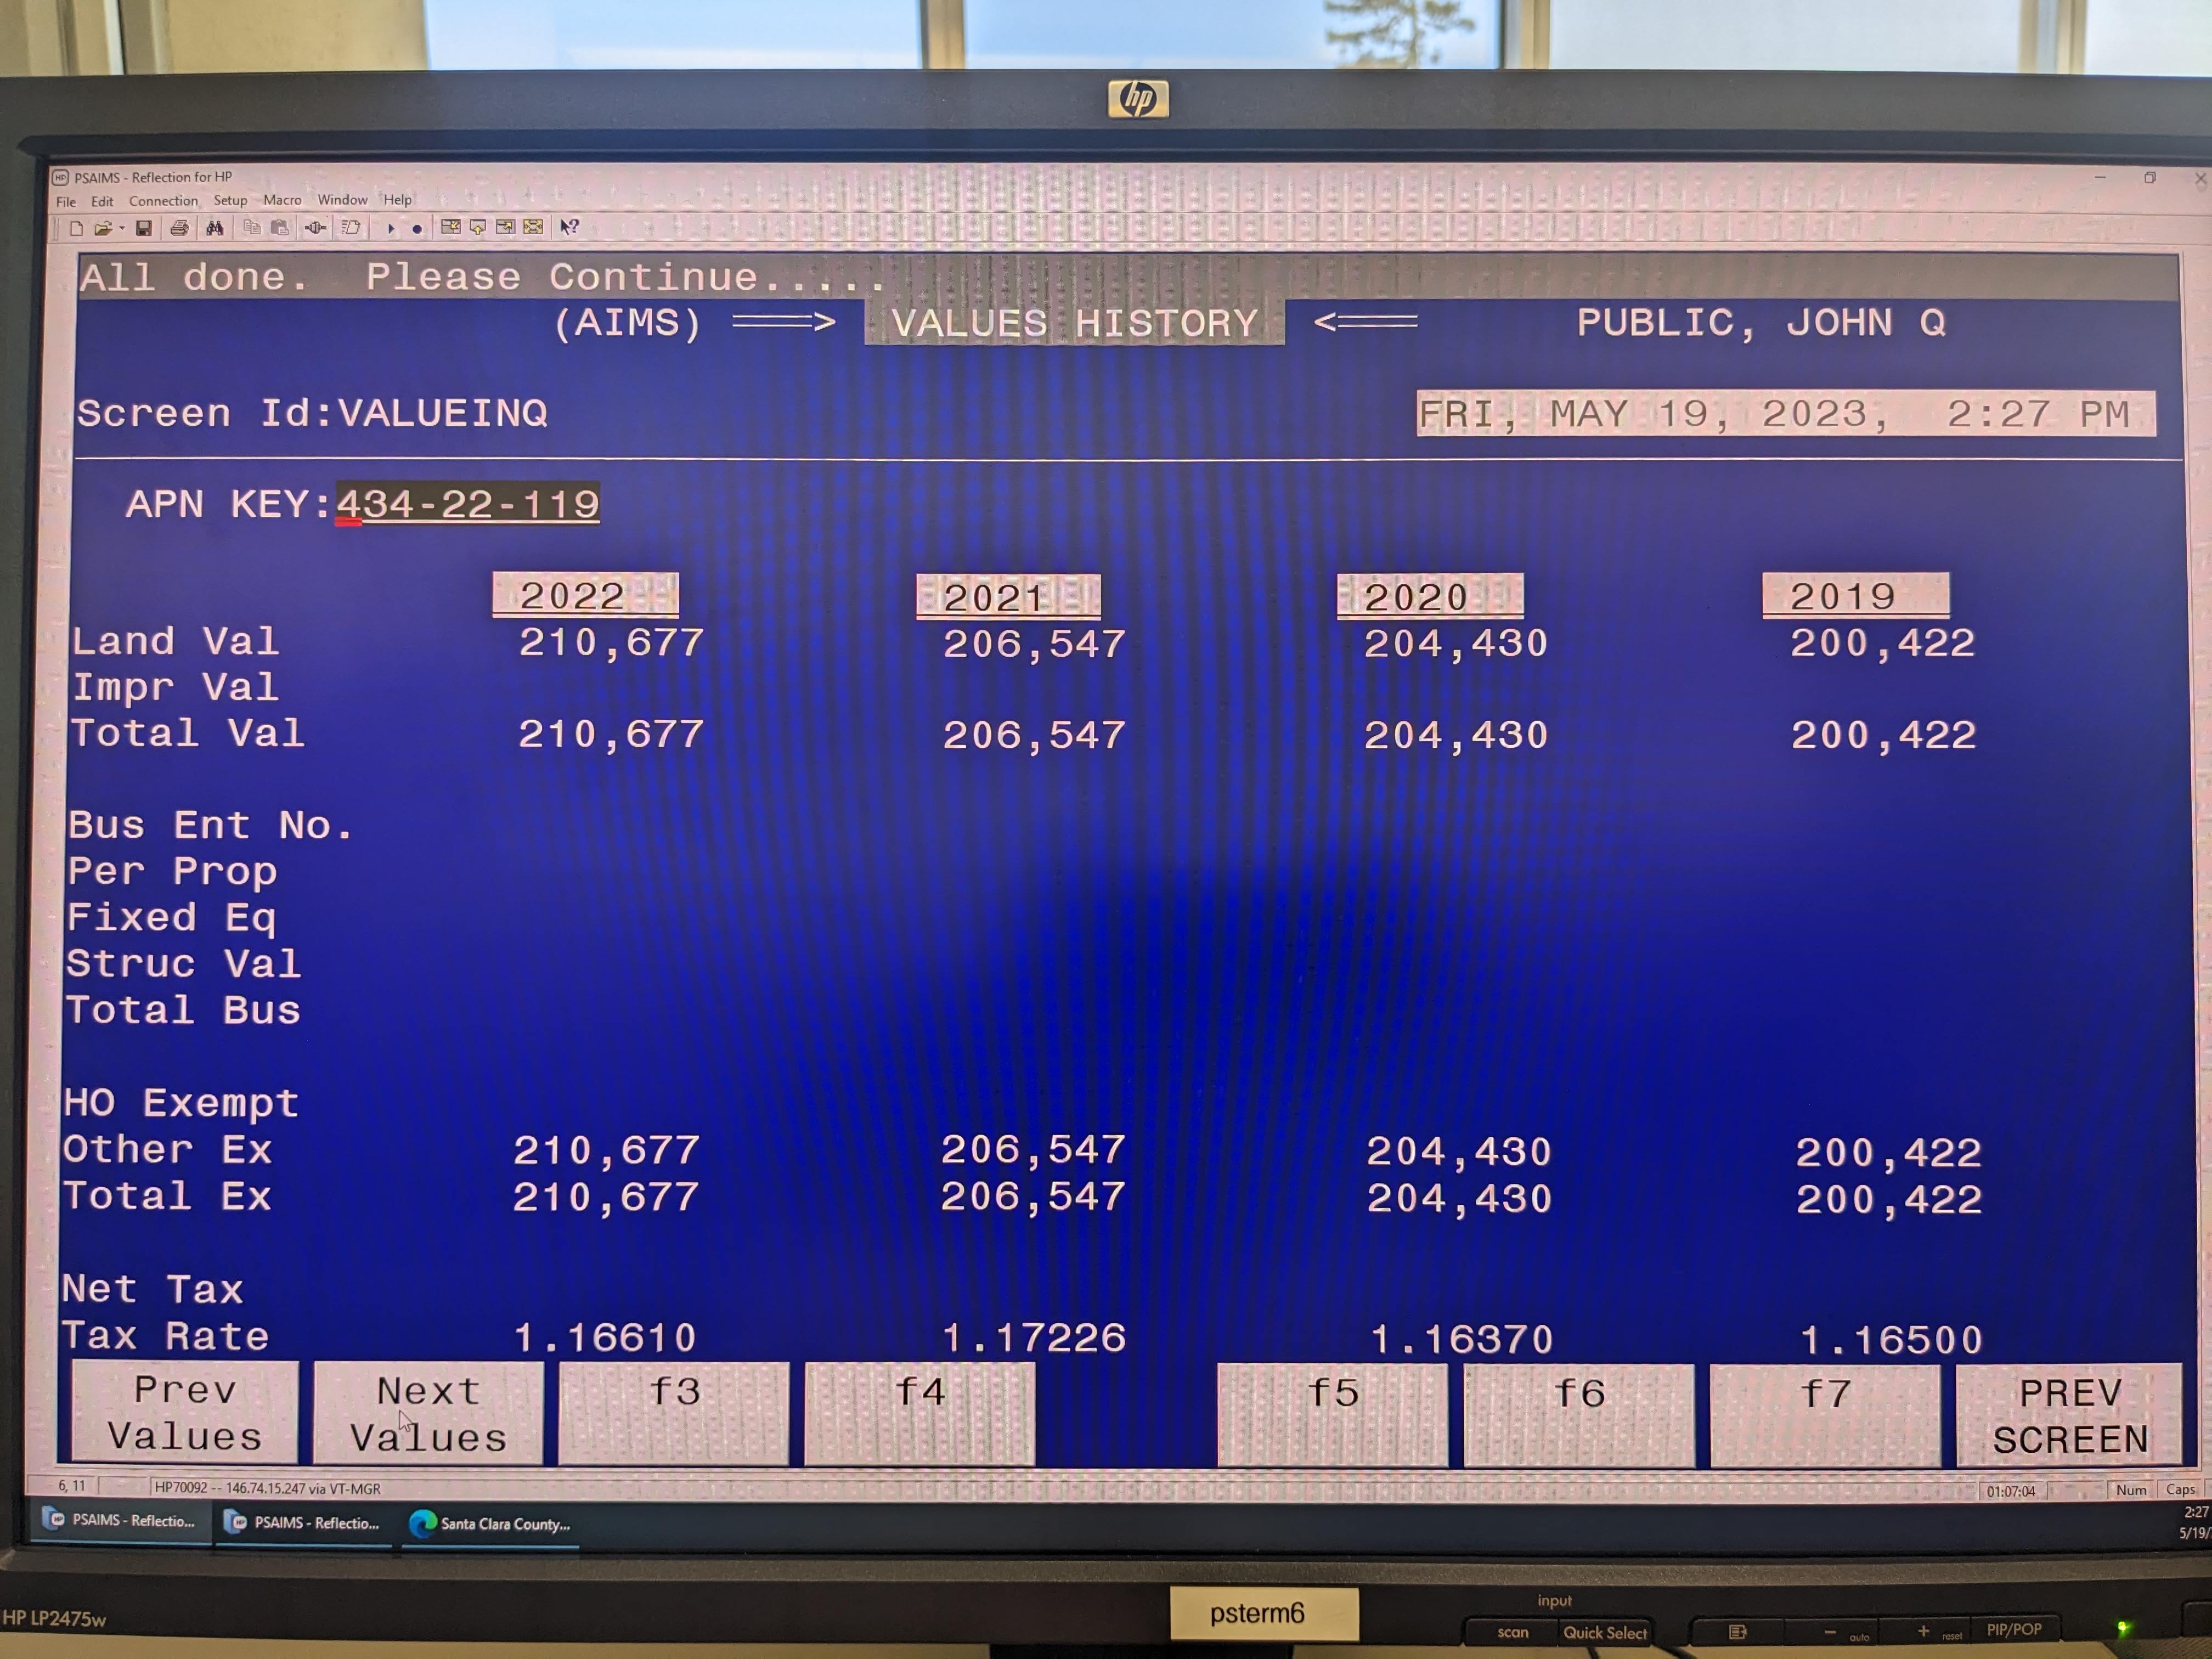 hp
PSAIMS - Reflection for HP
File Edit Connection Setup Macro Window Help
All done. Please Continue.....
(AIMS) ===> VALUES HISTORY <=== PUBLIC, JOHN Q
Screen Id:VALUEINQ FRI, MAY 19, 2023, 2:27 PM
APN KEY:434-22-119
2022 2021 2020 2019
Land Val 210,677 206,547 204,430 200,422
Impr Val
Total Val 210,677 206,547 204,430 200,422
Bus Ent No.
Per Prop
Fixed Eq
Struc Val
Total Bus
HO Exempt
Other Ex 210,677 206,547 204,430 200,422
Total Ex 210,677 206,547 204,430 200,422
Net Tax
Tax Rate 1.16610 1.17226 1.16370 1.16500
Prev Values Next Values f3 f4 f5 f6 f7 PREV SCREEN
6, 11 HP70092 -- 146.74.15.247 via VT-MGR 01:07:04 Num Caps
PSAIMS - Reflectio... PSAIMS - Reflectio... Santa Clara County... 2:27
5/19/
HP LP2475w psterm6 input
scan Quick Select - auto + reset PIP/POP